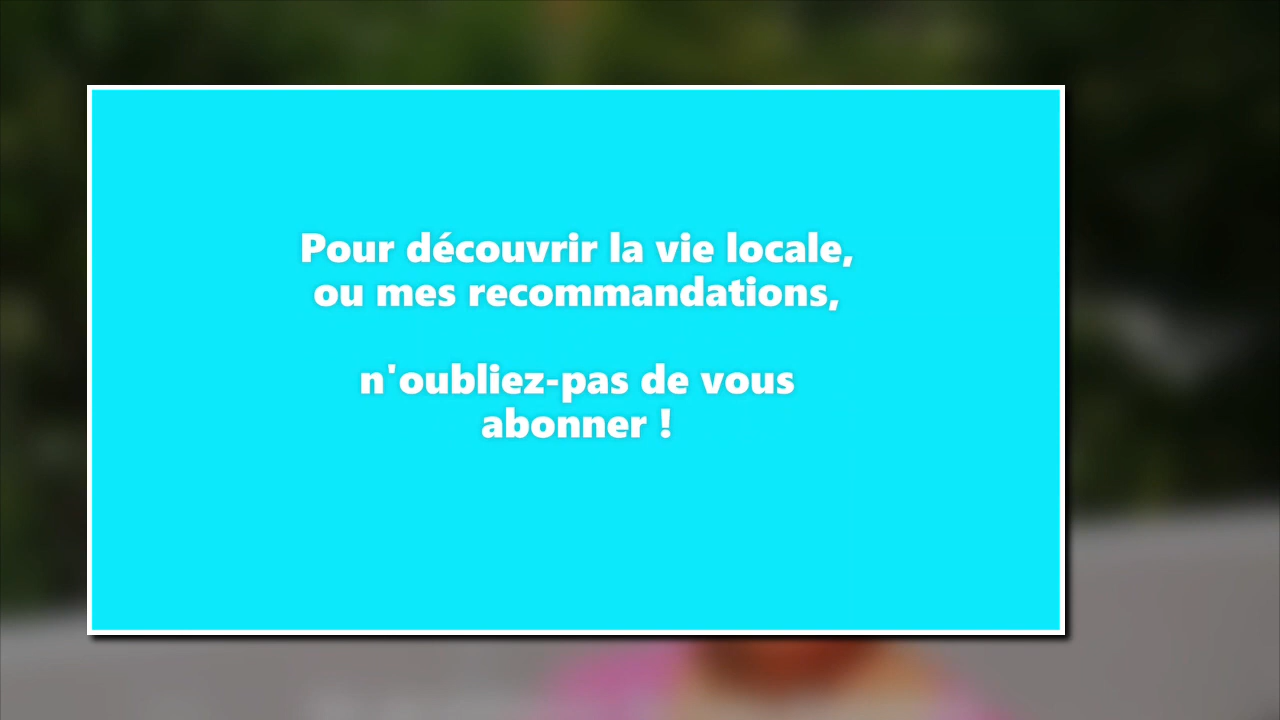 Pour découvrir la vie locale,
ou mes recommandations,
n'oubliez-pas de vous
abonner !